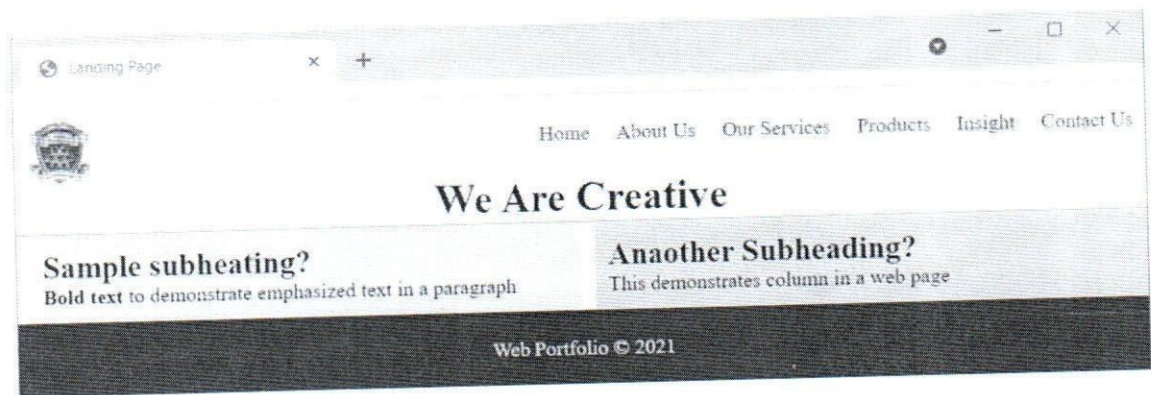 Landing Page
Home About Us Our Services Products Insight Contact Us
We Are Creative
Sample subheating?
Bold text to demonstrate emphasized text in a paragraph
Anaother Subheading?
This demonstrates column in a web page
Web Portfolio © 2021